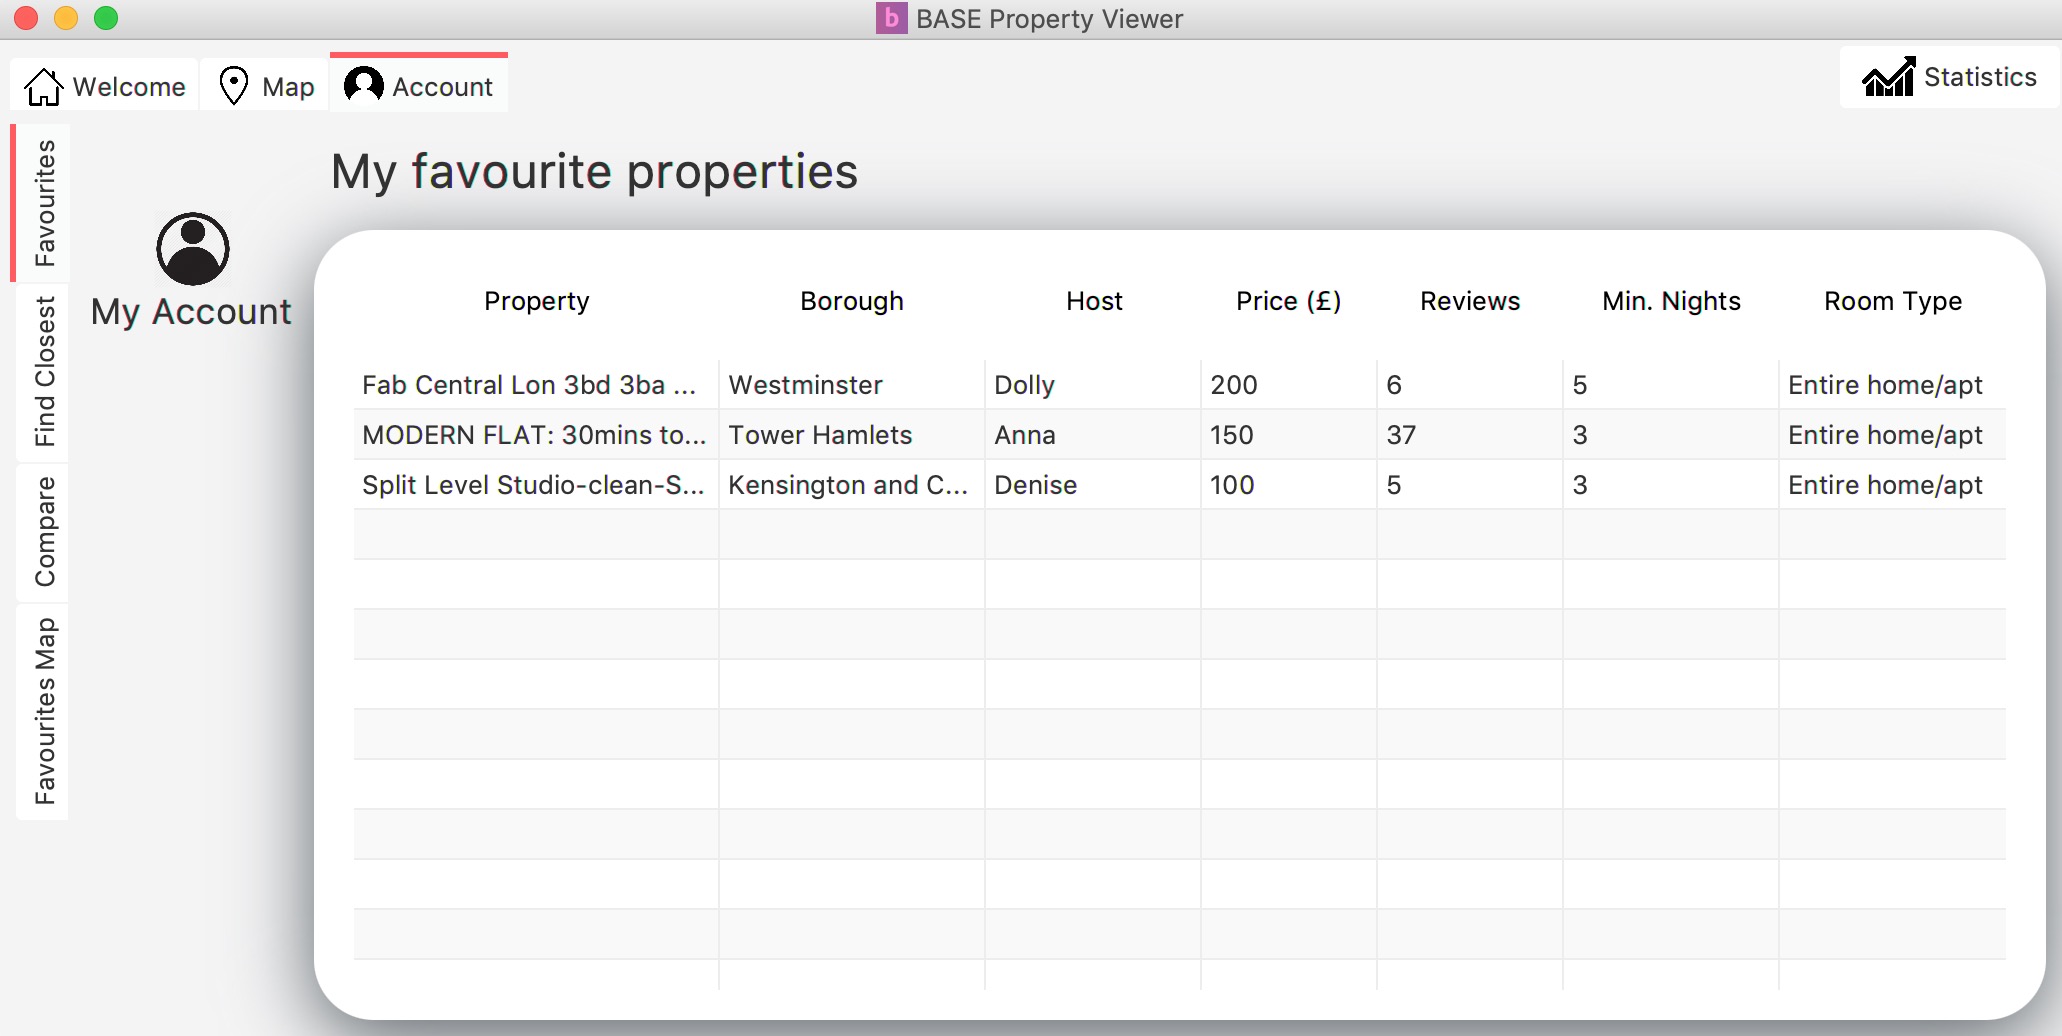 b BASE Property Viewer
Welcome Map Account Statistics
Favourites
Find Closest
Compare
Favourites Map
My Account
My favourite properties
Property Borough Host Price (£) Reviews Min. Nights Room Type
Fab Central Lon 3bd 3ba ... Westminster Dolly 200 6 5 Entire home/apt
MODERN FLAT: 30mins to... Tower Hamlets Anna 150 37 3 Entire home/apt
Split Level Studio-clean-S... Kensington and C... Denise 100 5 3 Entire home/apt